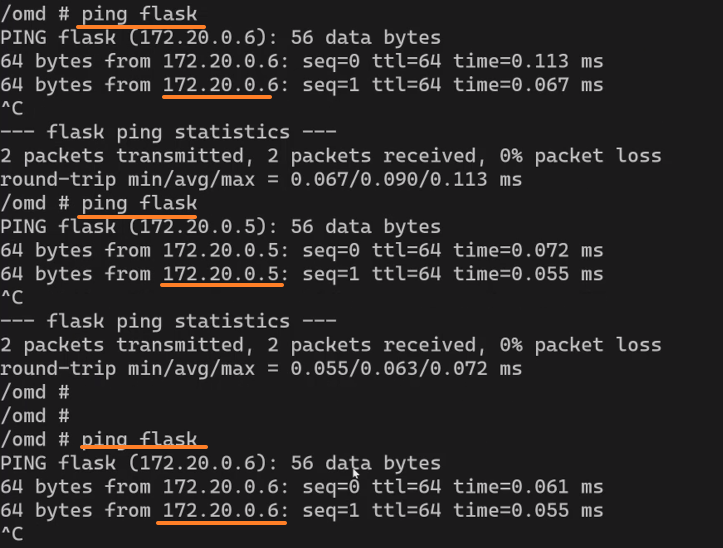 /omd # ping flask
PING flask (172.20.0.6): 56 data bytes
64 bytes from 172.20.0.6: seq=0 ttl=64 time=0.113 ms
64 bytes from 172.20.0.6: seq=1 ttl=64 time=0.067 ms
^C
--- flask ping statistics ---
2 packets transmitted, 2 packets received, 0% packet loss
round-trip min/avg/max = 0.067/0.090/0.113 ms
/omd # ping flask
PING flask (172.20.0.5): 56 data bytes
64 bytes from 172.20.0.5: seq=0 ttl=64 time=0.072 ms
64 bytes from 172.20.0.5: seq=1 ttl=64 time=0.055 ms
^C
--- flask ping statistics ---
2 packets transmitted, 2 packets received, 0% packet loss
round-trip min/avg/max = 0.055/0.063/0.072 ms
/omd #
/omd #
/omd # ping flask
PING flask (172.20.0.6): 56 data bytes
64 bytes from 172.20.0.6: seq=0 ttl=64 time=0.061 ms
64 bytes from 172.20.0.6: seq=1 ttl=64 time=0.055 ms
^C